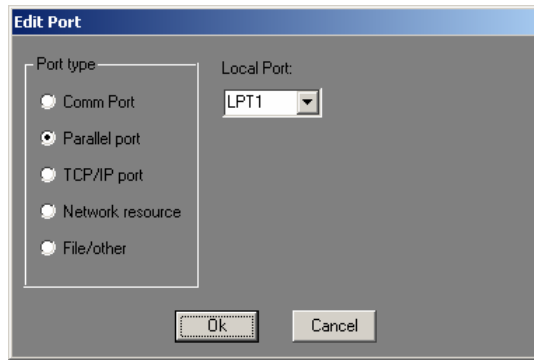 Edit Port
Port type
Comm Port
Parallel port
TCP/IP port
Network resource
File/other
Local Port:
LPT1
Ok
Cancel